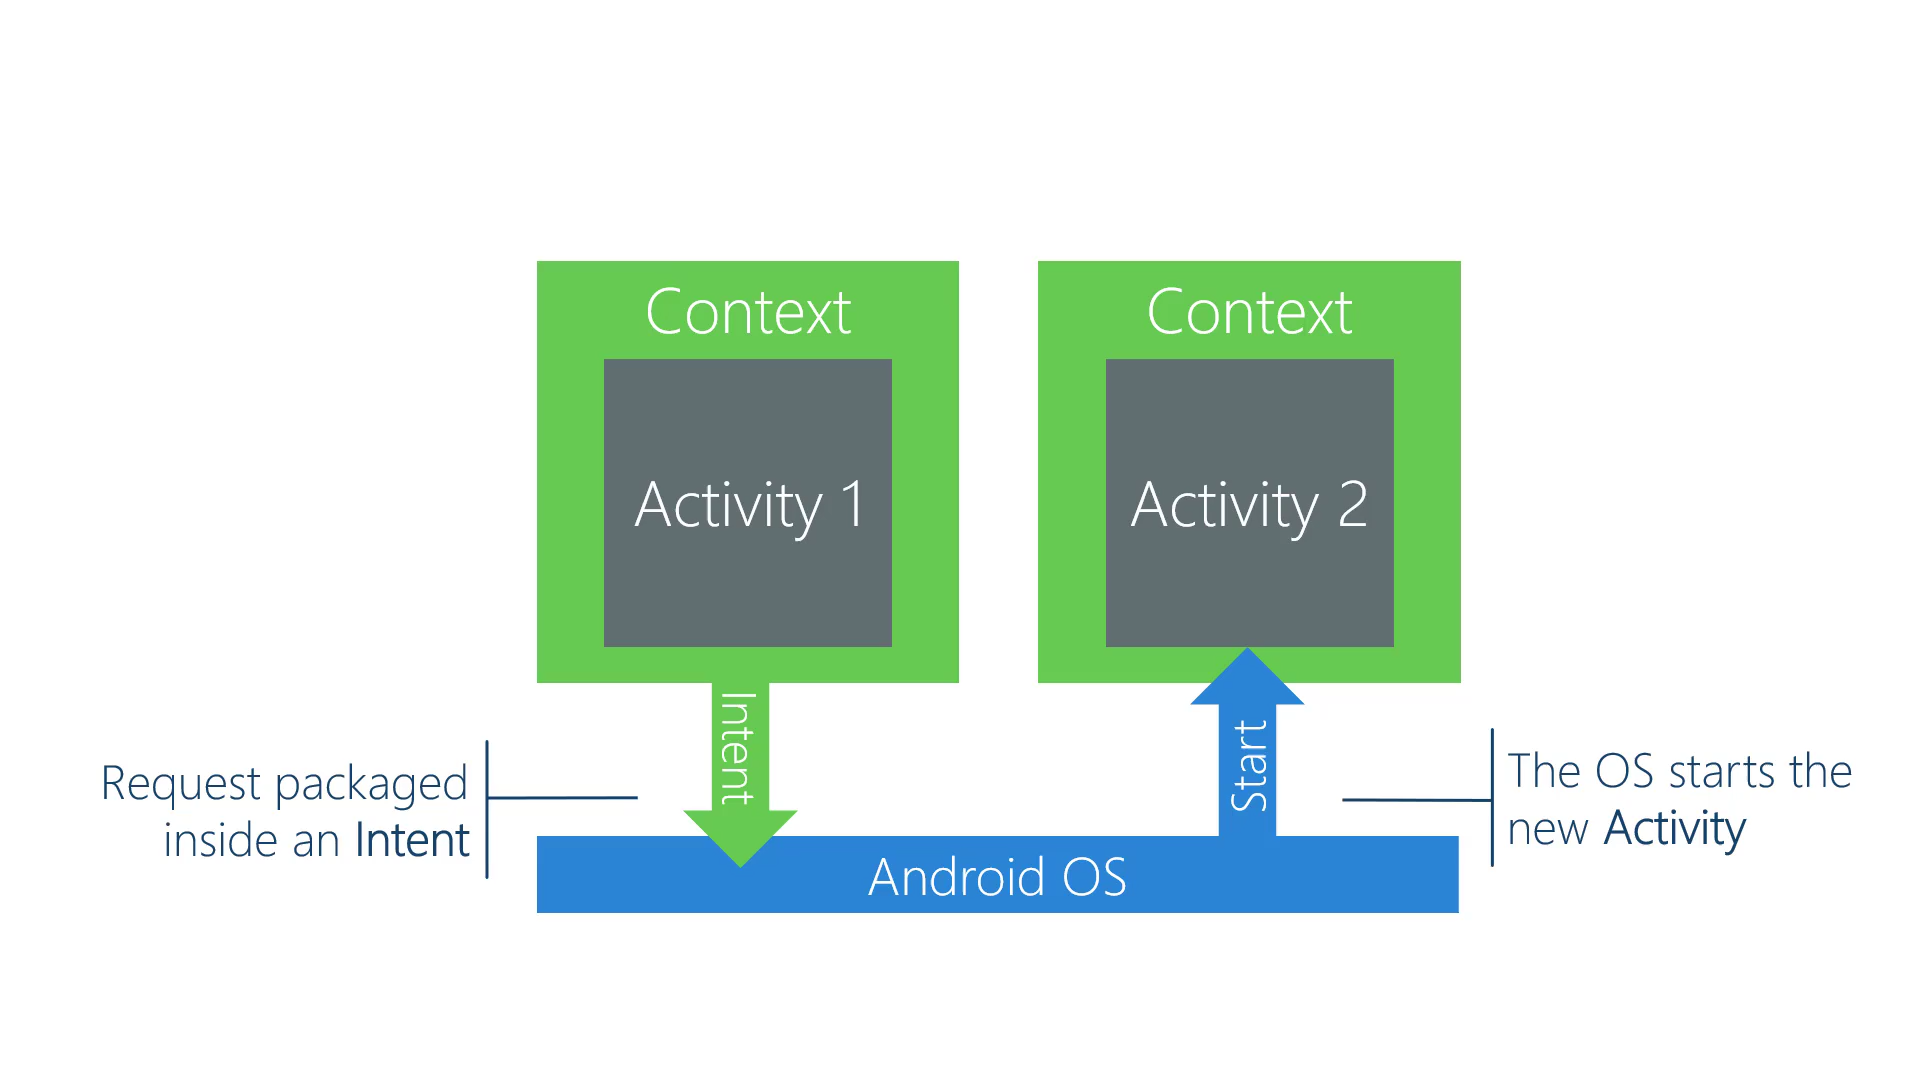 Context
Activity 1
Context
Activity 2
Intent
Start
Request packaged
inside an Intent
The OS starts the
new Activity
Android OS